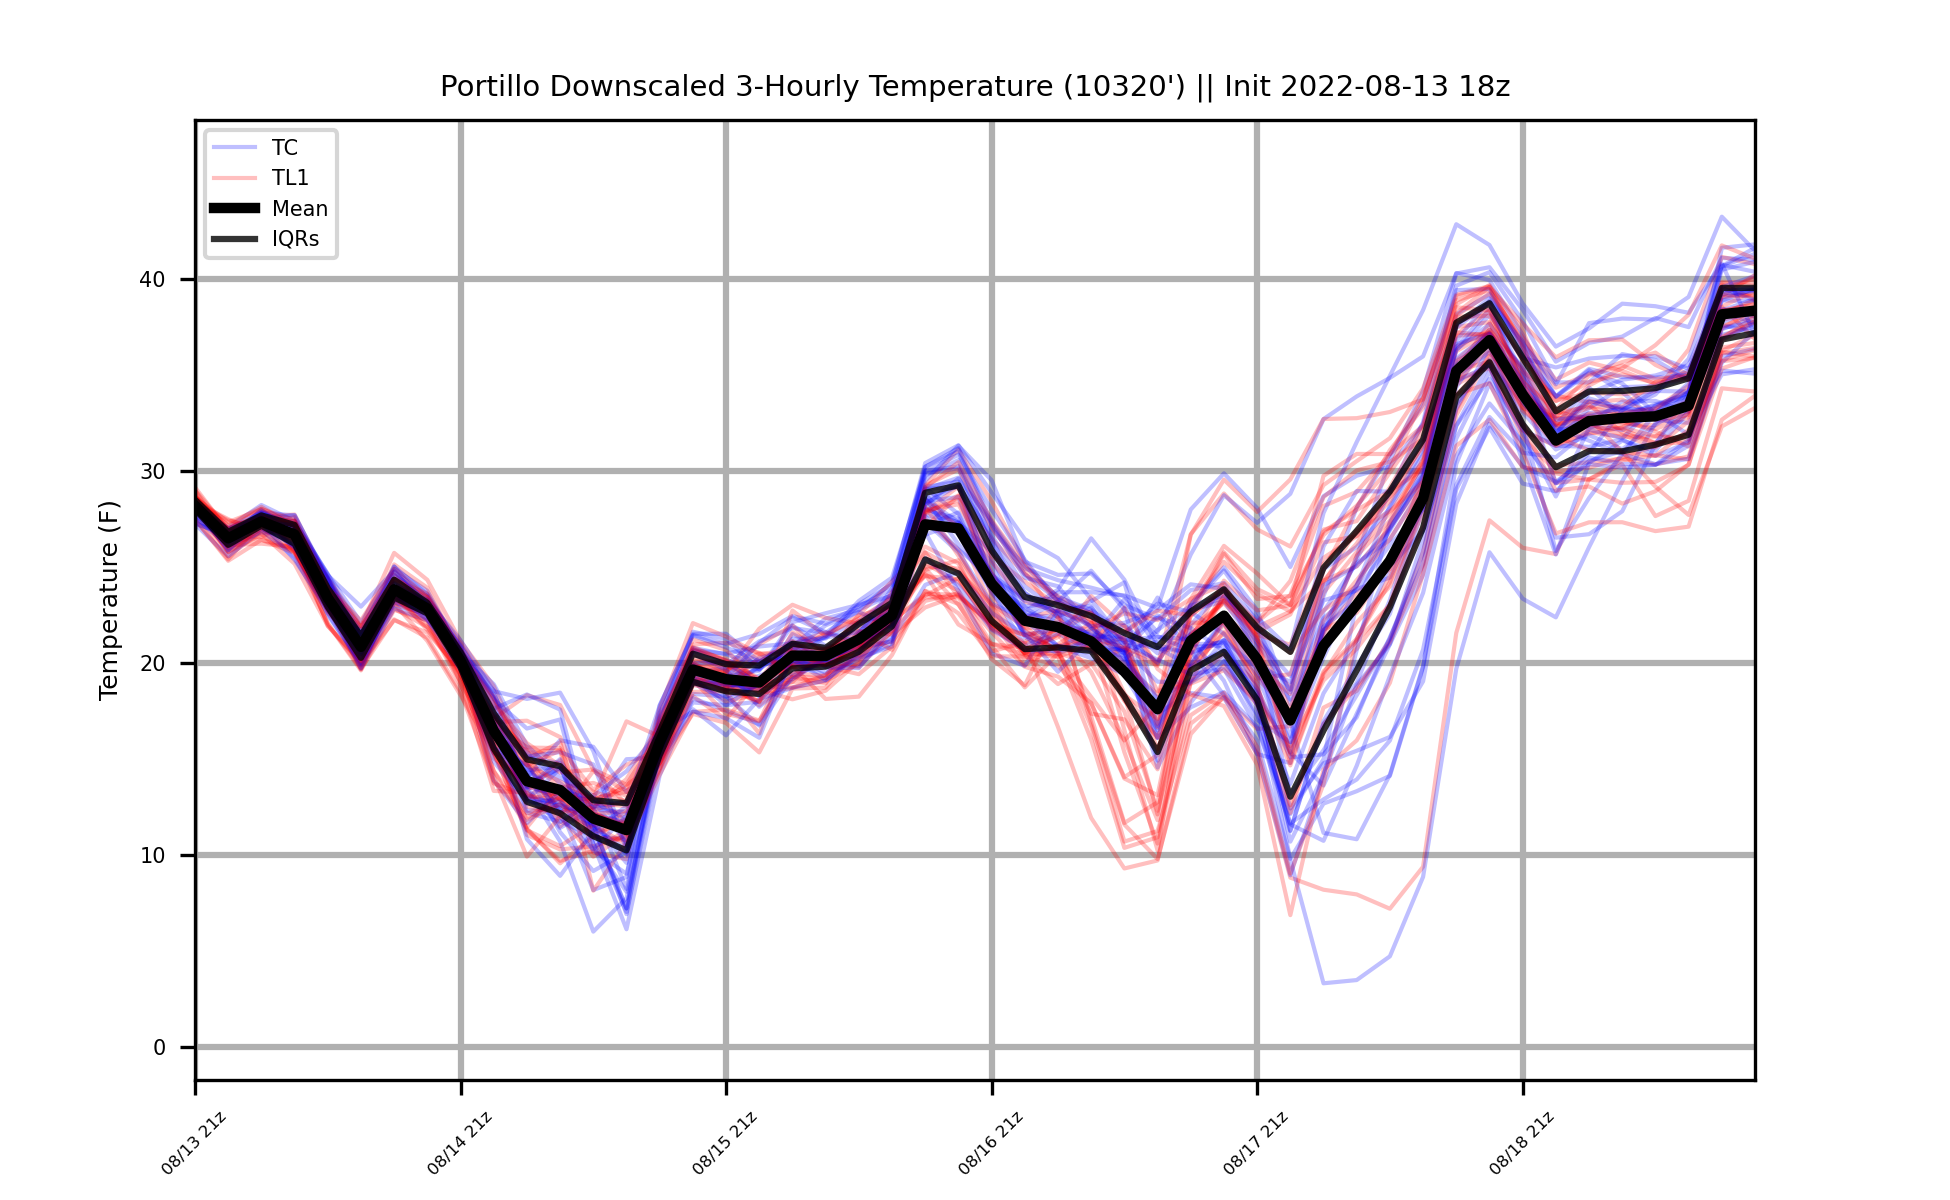 Portillo Downscaled 3-Hourly Temperature (10320') || Init 2022-08-13 18z
TC
TL1
Mean
IQRs
Temperature (F)
40
30
20
10
0
08/13 21z
08/14 21z
08/15 21z
08/16 21z
08/17 21z
08/18 21z